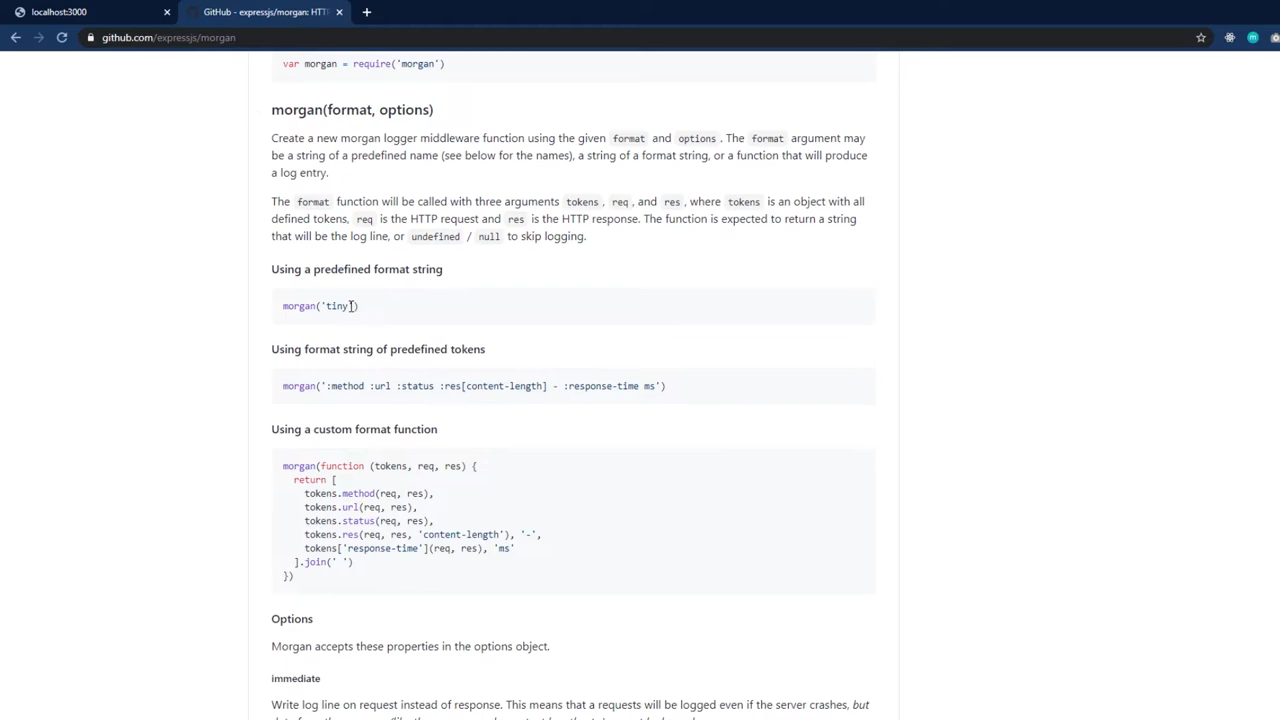 localhost:3000
GitHub - expressjs/morgan: HTT
github.com/expressjs/morgan
var morgan = require('morgan')
morgan(format, options)
Create a new morgan logger middleware function using the given format and options . The format argument may
be a string of a predefined name (see below for the names), a string of a format string, or a function that will produce
a log entry.
The format function will be called with three arguments tokens , req , and res , where tokens is an object with all
defined tokens, req is the HTTP request and res is the HTTP response. The function is expected to return a string
that will be the log line, or undefined / null to skip logging.
Using a predefined format string
morgan('tiny')
Using format string of predefined tokens
morgan(':method :url :status :res[content-length] - :response-time ms')
Using a custom format function
morgan(function (tokens, req, res) {
return [
tokens.method(req, res),
tokens.url(req, res),
tokens.status(req, res),
tokens.res(req, res, 'content-length'), '-',
tokens['response-time'](req, res), 'ms'
].join(' ')
})
Options
Morgan accepts these properties in the options object.
immediate
Write log line on request instead of response. This means that a requests will be logged even if the server crashes, but